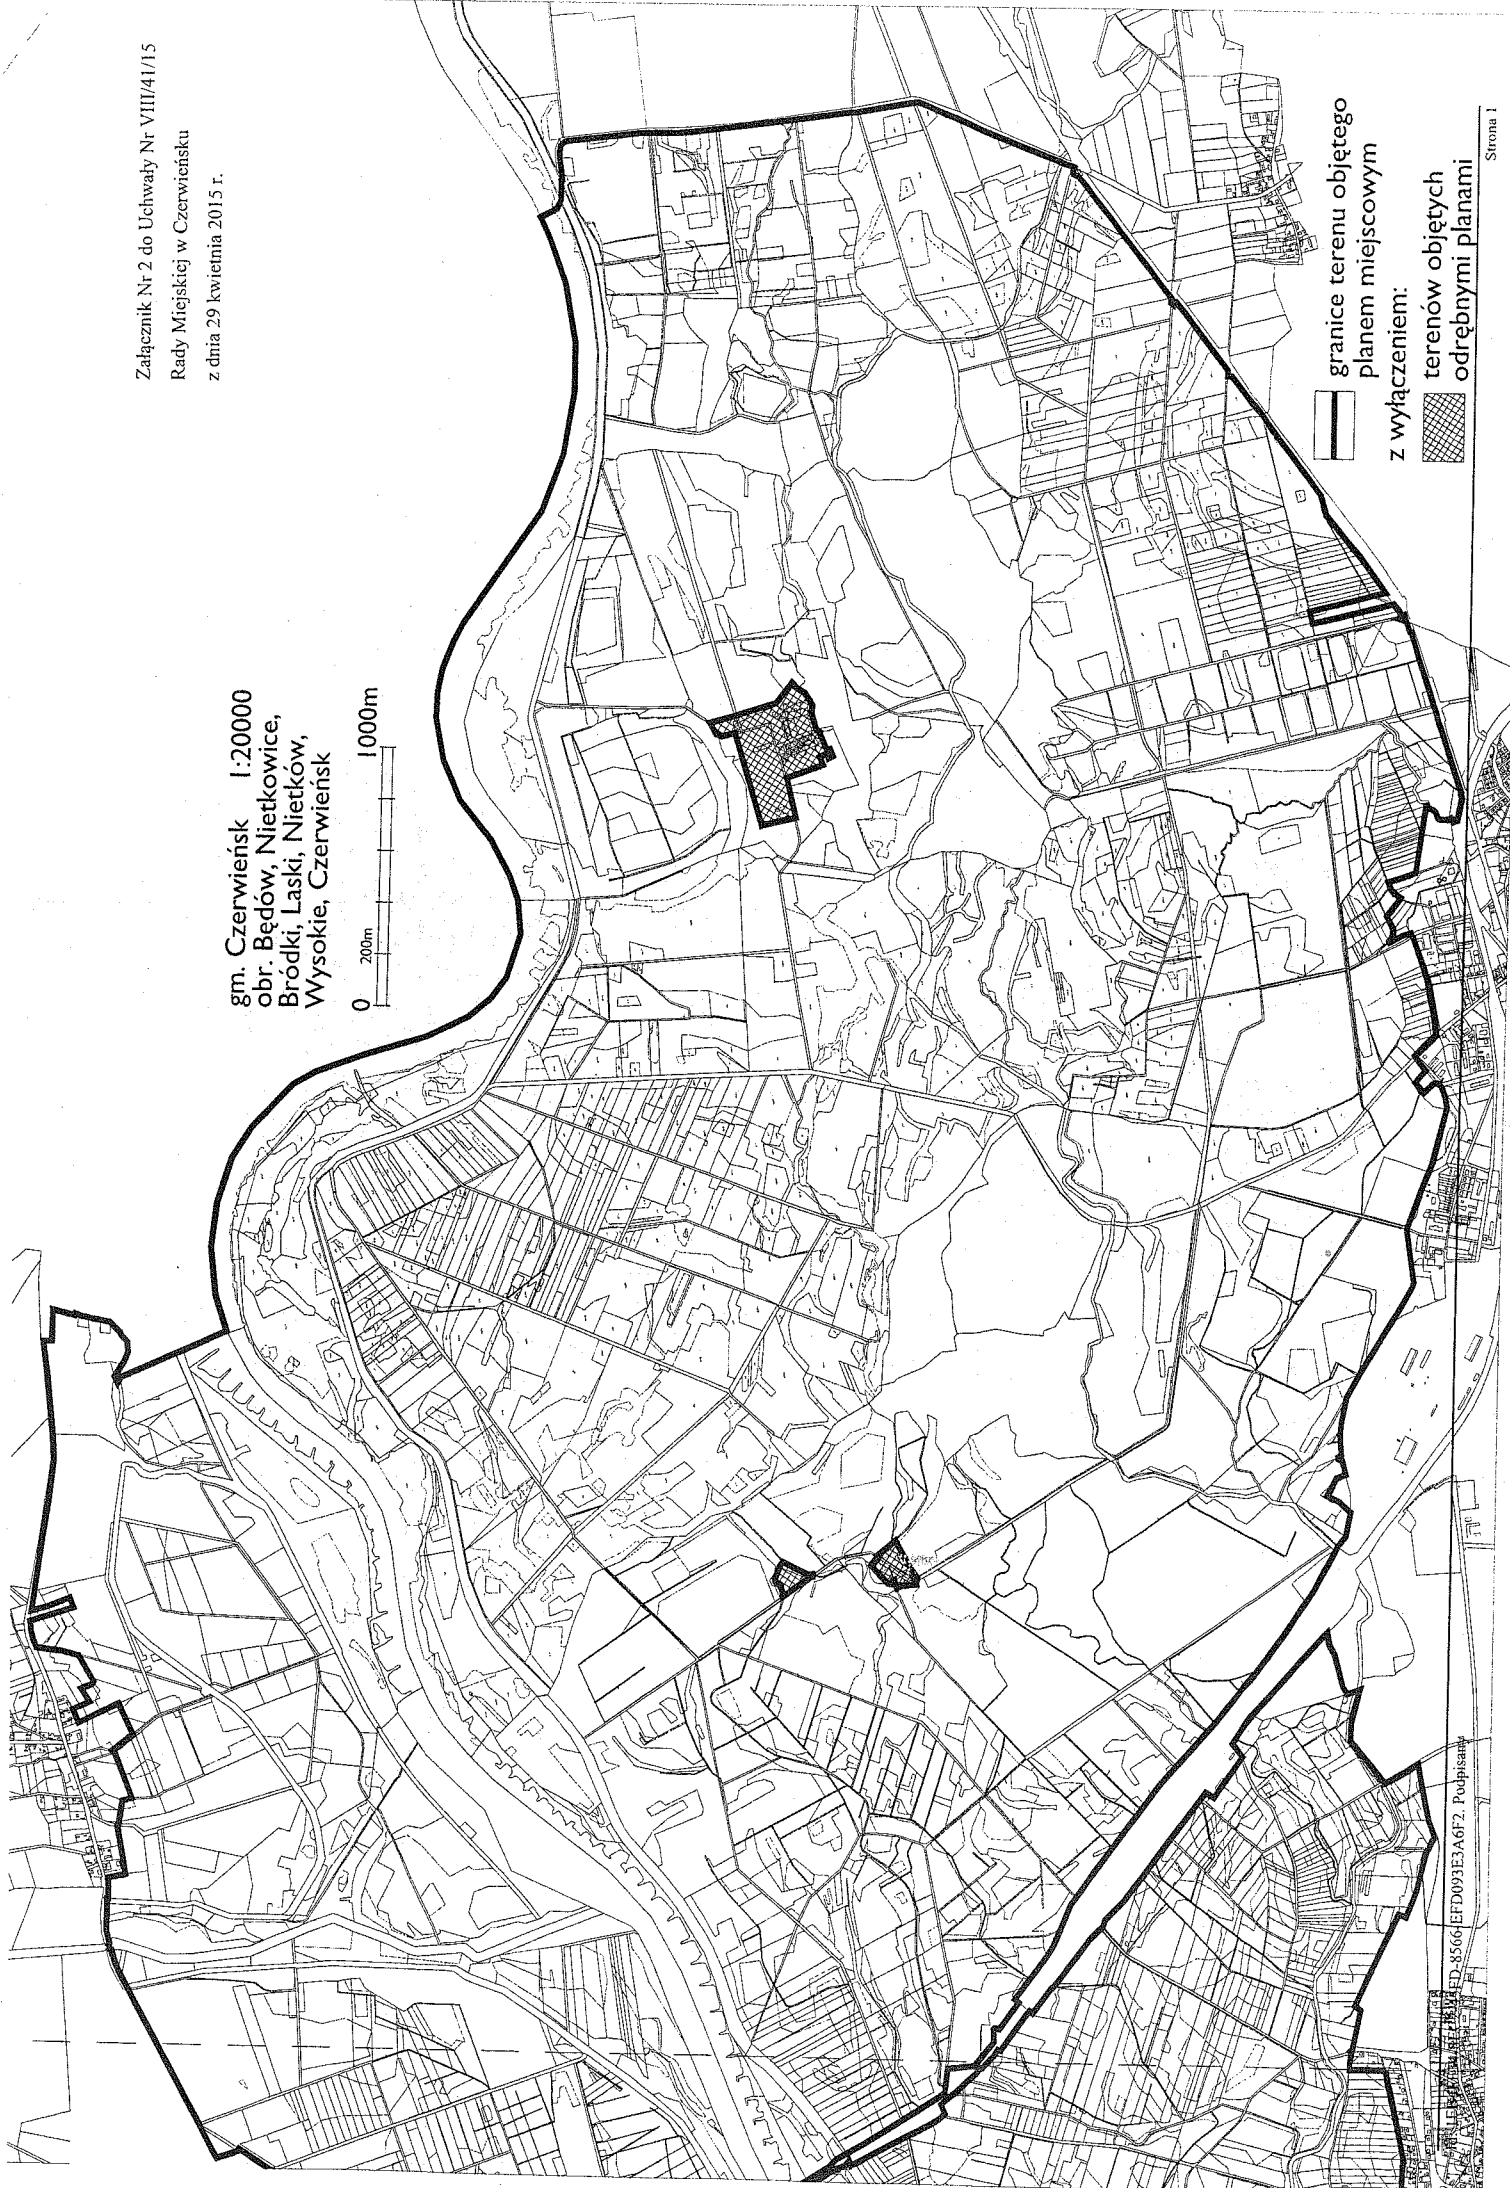 Załącznik Nr 2 do Uchwały Nr VIII/41/15
Rady Miejskiej w Czerwieńsku
z dnia 29 kwietnia 2015 r.
gm. Czerwieńsk 1:20000
obr. Będów, Nietkowice,
Bródki, Laski, Nietków,
Wysokie, Czerwieńsk
0 200m 1000m
granice terenu objętego
planem miejscowym
z wyłączeniem:
terenów objętych
odrębnymi planami
Podpisany
Strona 1